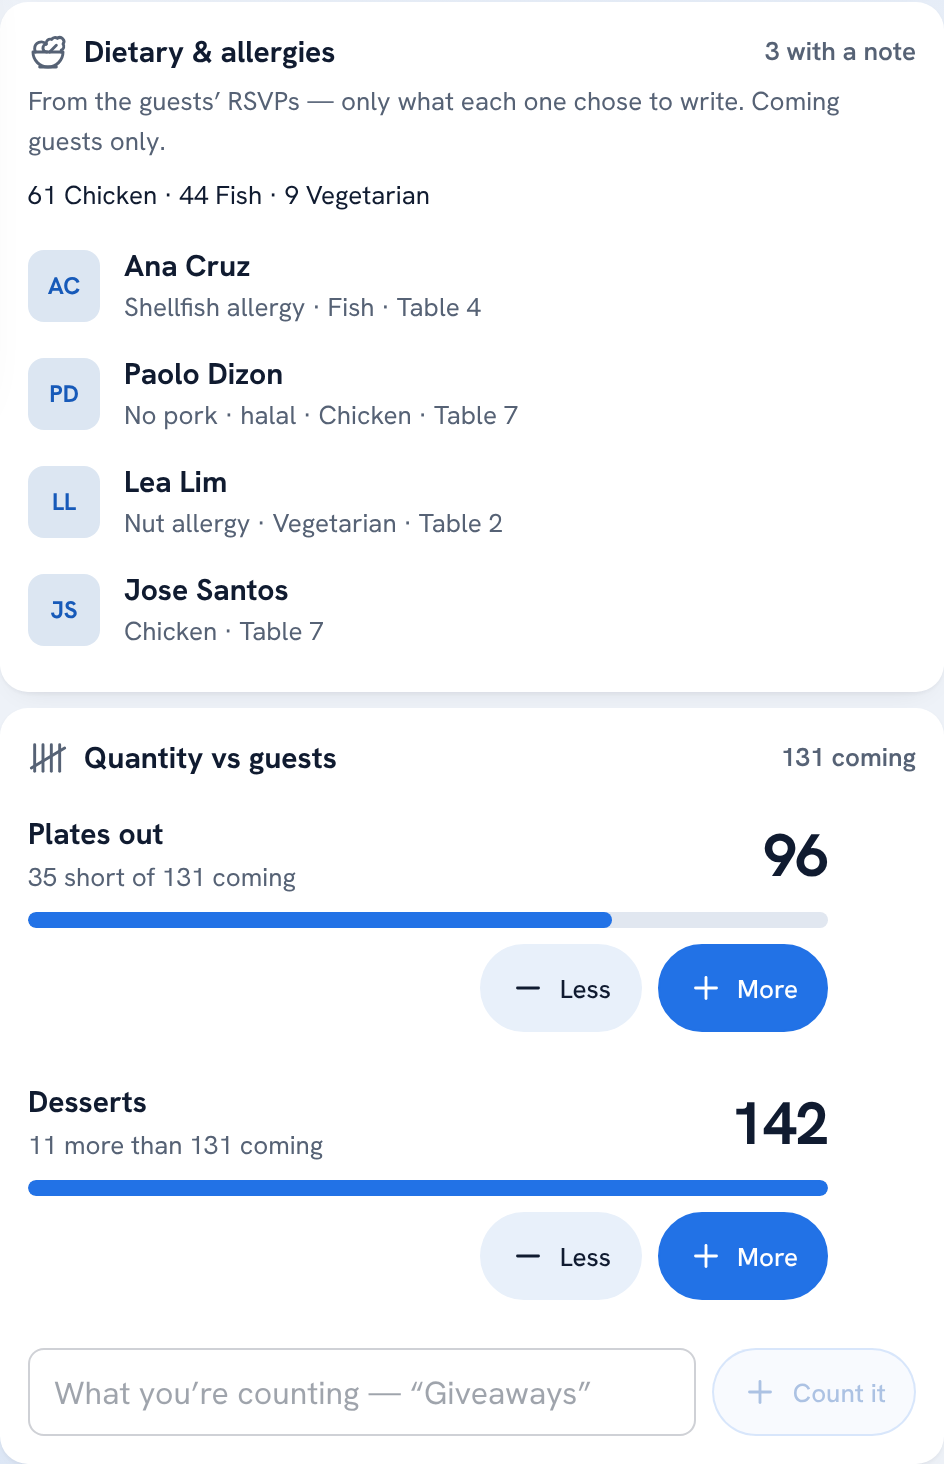 Dietary & allergies
3 with a note
From the guests’ RSVPs — only what each one chose to write. Coming
guests only.
61 Chicken · 44 Fish · 9 Vegetarian
AC
Ana Cruz
Shellfish allergy · Fish · Table 4
PD
Paolo Dizon
No pork · halal · Chicken · Table 7
LL
Lea Lim
Nut allergy · Vegetarian · Table 2
JS
Jose Santos
Chicken · Table 7
Quantity vs guests
131 coming
Plates out
35 short of 131 coming
96
Less
More
Desserts
11 more than 131 coming
142
Less
More
What you’re counting — “Giveaways”
Count it